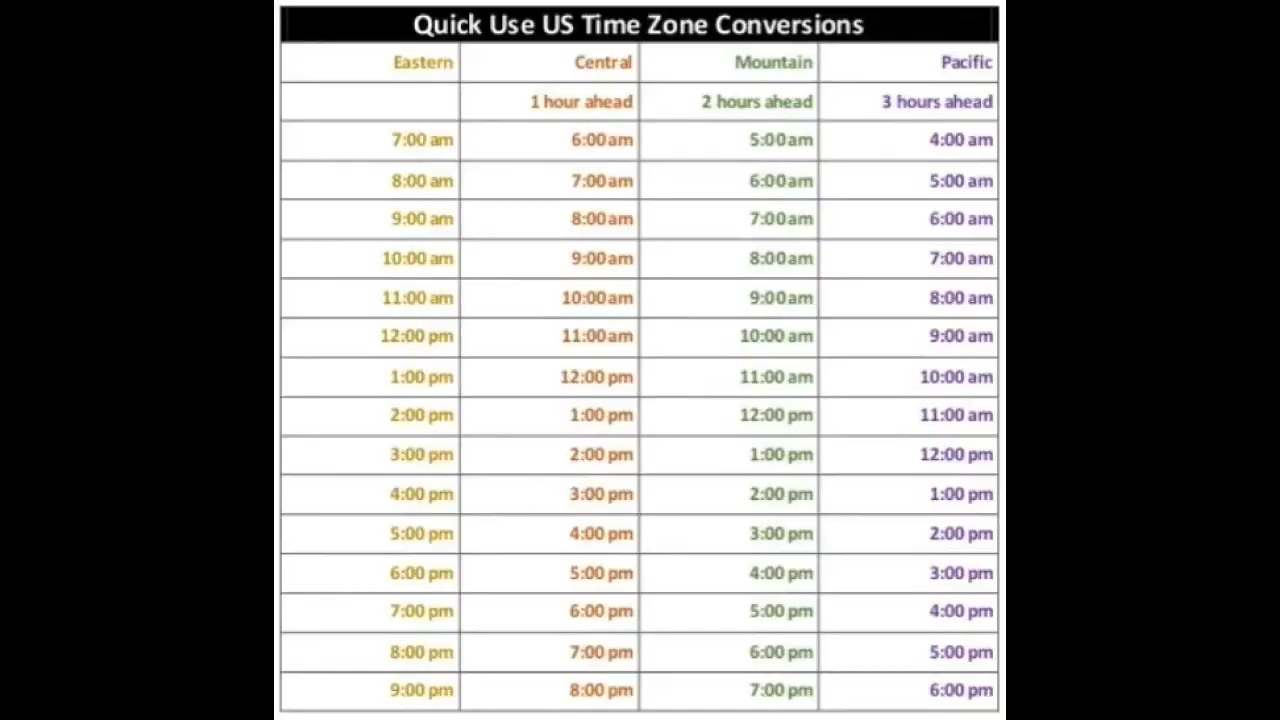 Quick Use US Time Zone Conversions
Eastern Central Mountain Pacific
1 hour ahead 2 hours ahead 3 hours ahead
7:00 am 6:00 am 5:00 am 4:00 am
8:00 am 7:00 am 6:00 am 5:00 am
9:00 am 8:00 am 7:00 am 6:00 am
10:00 am 9:00 am 8:00 am 7:00 am
11:00 am 10:00 am 9:00 am 8:00 am
12:00 pm 11:00 am 10:00 am 9:00 am
1:00 pm 12:00 pm 11:00 am 10:00 am
2:00 pm 1:00 pm 12:00 pm 11:00 am
3:00 pm 2:00 pm 1:00 pm 12:00 pm
4:00 pm 3:00 pm 2:00 pm 1:00 pm
5:00 pm 4:00 pm 3:00 pm 2:00 pm
6:00 pm 5:00 pm 4:00 pm 3:00 pm
7:00 pm 6:00 pm 5:00 pm 4:00 pm
8:00 pm 7:00 pm 6:00 pm 5:00 pm
9:00 pm 8:00 pm 7:00 pm 6:00 pm